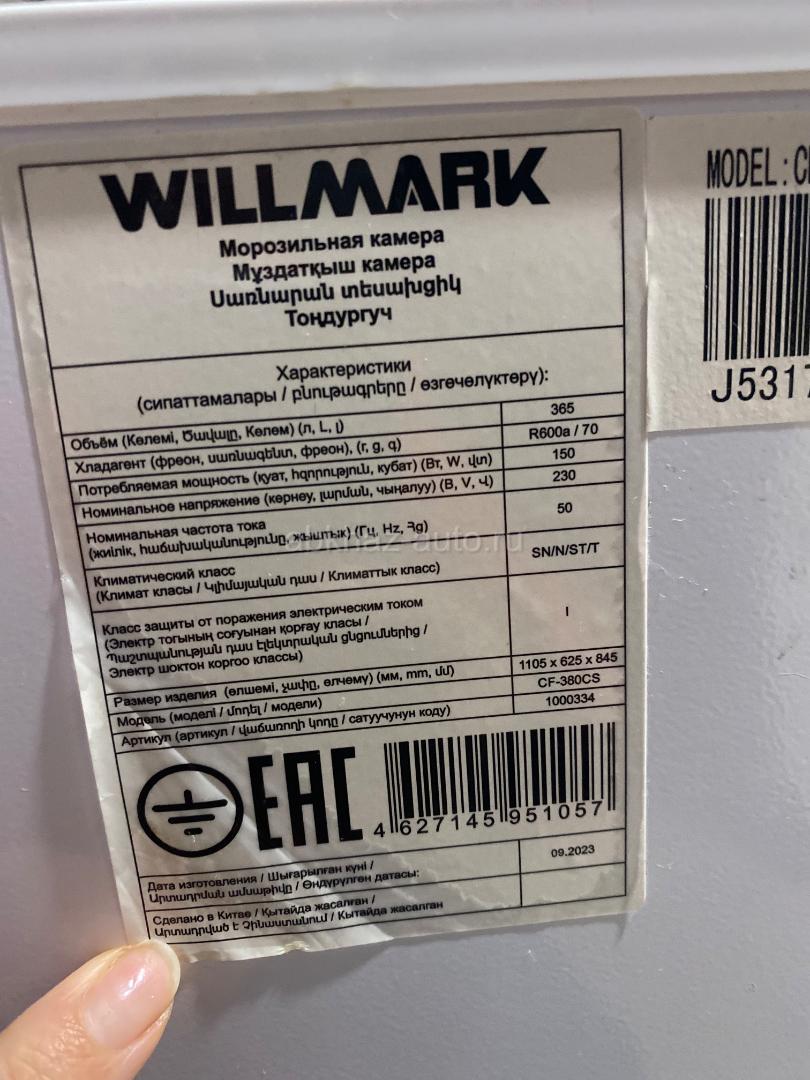 WILLMARK
Морозильная камера
Мұздатқыш камера
Սառնարան տեսախցիկ
Тоңдургуч
Характеристики
(сипаттамалары / բնութագրերը / өзгөчөлүктөрү):
Объём (Көлемі, Ծավալը, Көлөм) (л, L, լ) 365
Хладагент (фреон, սառնագենտ, фреон), (г, g, գ) R600a / 70
Потребляемая мощность (қуат, հզորություն, кубат) (Вт, W, վտ) 150
Номинальное напряжение (кернеу, լարման, чыңалуу) (В, V, Վ) 230
Номинальная частота тока
(жиілік, հաճախականությունը, жыштык) (Гц, Hz, Հց) 50
Климатический класс
(Климат класы / Կլիմայական դաս / Климаттык класс) SN/N/ST/T
Класс защиты от поражения электрическим током
(Электр тогының соғуынан қорғау класы /
Պաշտպանության դաս էլեկտրական ցնցումներից /
Электр шоктон коргоо классы) I
Размер изделия (өлшемі, չափը, өлчөмү) (мм, mm, մմ) 1105 x 625 x 845
Модель (моделі / մոդել / модели) CF-380CS
Артикул (артикул / վաճառողի կոդը / сатуучунун коду) 1000334
EAC
4 627145 951057
Дата изготовления / Шығарылған күні /
Արտադրման ամսաթիվը / Өндүрүлгөн датасы: 09.2023
Сделано в Китае / Қытайда жасалған /
Արտադրված է Չինաստանում / Кытайда жасалган
MODEL:C
J5317
abkhaz-auto.ru